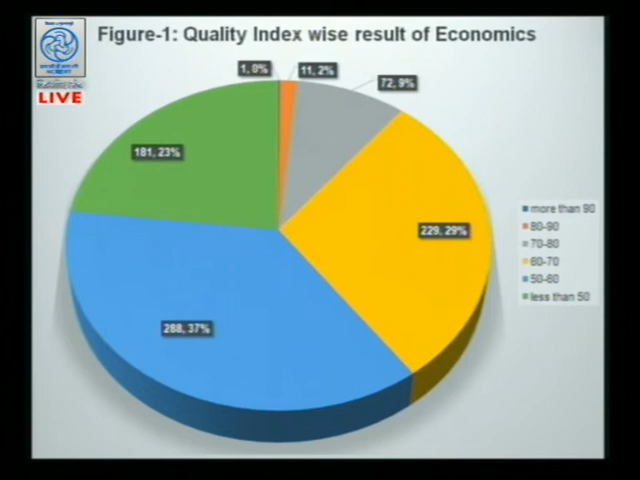 Figure-1: Quality Index wise result of Economics
LIVE
1, 0%
11, 2%
72, 9%
181, 23%
229, 29%
288, 37%
more than 90
80-90
70-80
60-70
50-60
less than 50